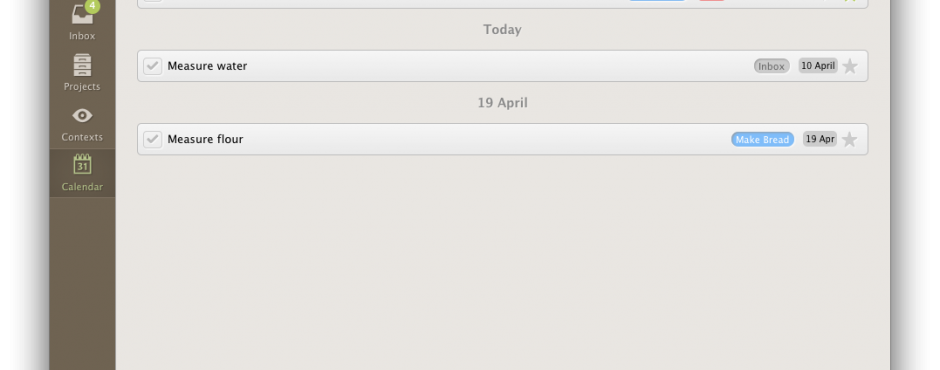 4
Inbox
Projects
Contexts
31
Calendar
Today
Measure water Inbox 10 April
19 April
Measure flour Make Bread 19 Apr